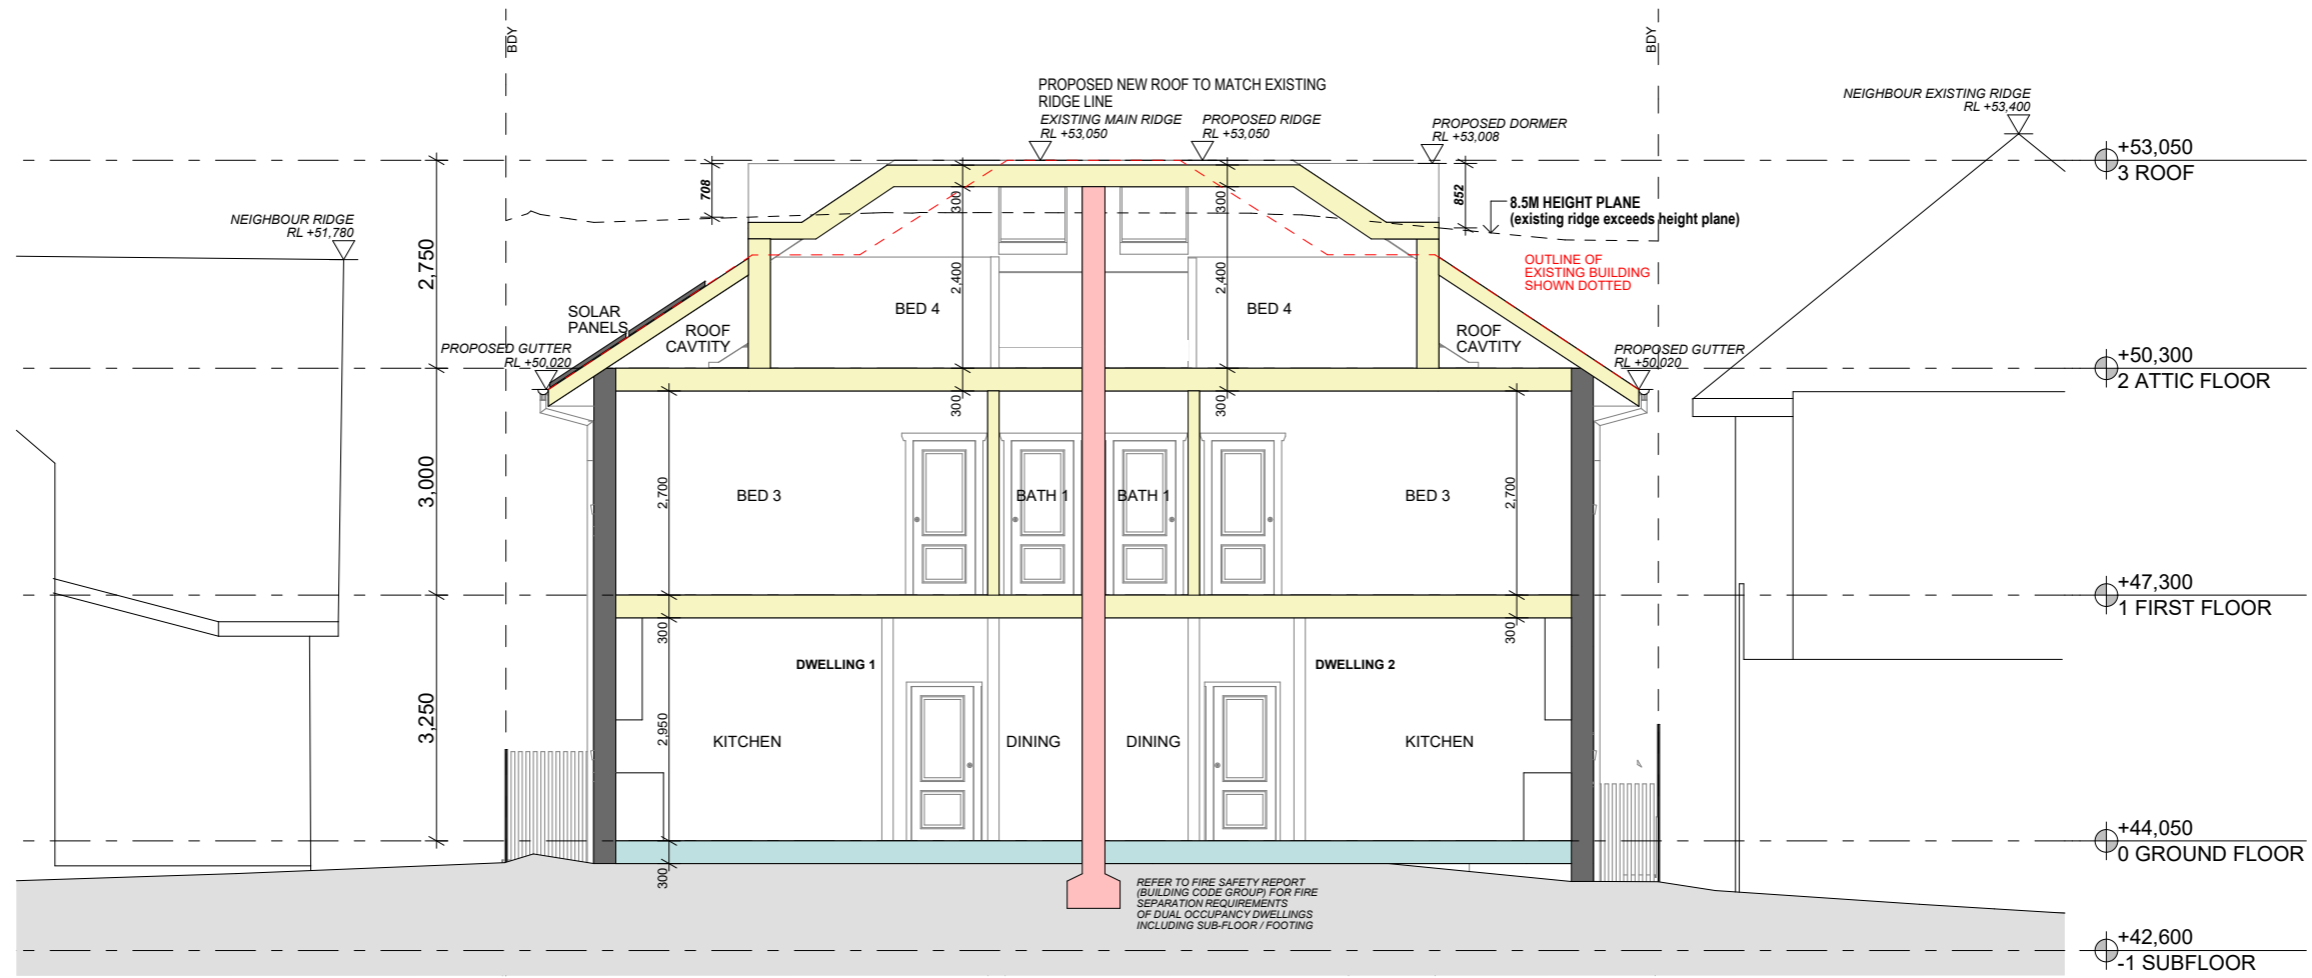 BDY
BDY
PROPOSED NEW ROOF TO MATCH EXISTING
RIDGE LINE
EXISTING MAIN RIDGE
RL +53,050
PROPOSED RIDGE
RL +53,050
PROPOSED DORMER
RL +53,008
NEIGHBOUR EXISTING RIDGE
RL +53,400
+53,050
3 ROOF
708
300
300
852
8.5M HEIGHT PLANE
(existing ridge exceeds height plane)
NEIGHBOUR RIDGE
RL +51,780
2,750
2,400
2,400
OUTLINE OF
EXISTING BUILDING
SHOWN DOTTED
SOLAR
PANELS
ROOF
CAVTITY
BED 4
BED 4
ROOF
CAVTITY
PROPOSED GUTTER
RL +50,020
PROPOSED GUTTER
RL +50,020
+50,300
2 ATTIC FLOOR
300
300
3,000
2,700
BED 3
BATH 1
BATH 1
BED 3
2,700
+47,300
1 FIRST FLOOR
300
300
DWELLING 1
DWELLING 2
3,250
2,950
KITCHEN
DINING
DINING
KITCHEN
+44,050
0 GROUND FLOOR
300
REFER TO FIRE SAFETY REPORT
(BUILDING CODE GROUP) FOR FIRE
SEPARATION REQUIREMENTS
OF DUAL OCCUPANCY DWELLINGS
INCLUDING SUB-FLOOR / FOOTING
+42,600
-1 SUBFLOOR